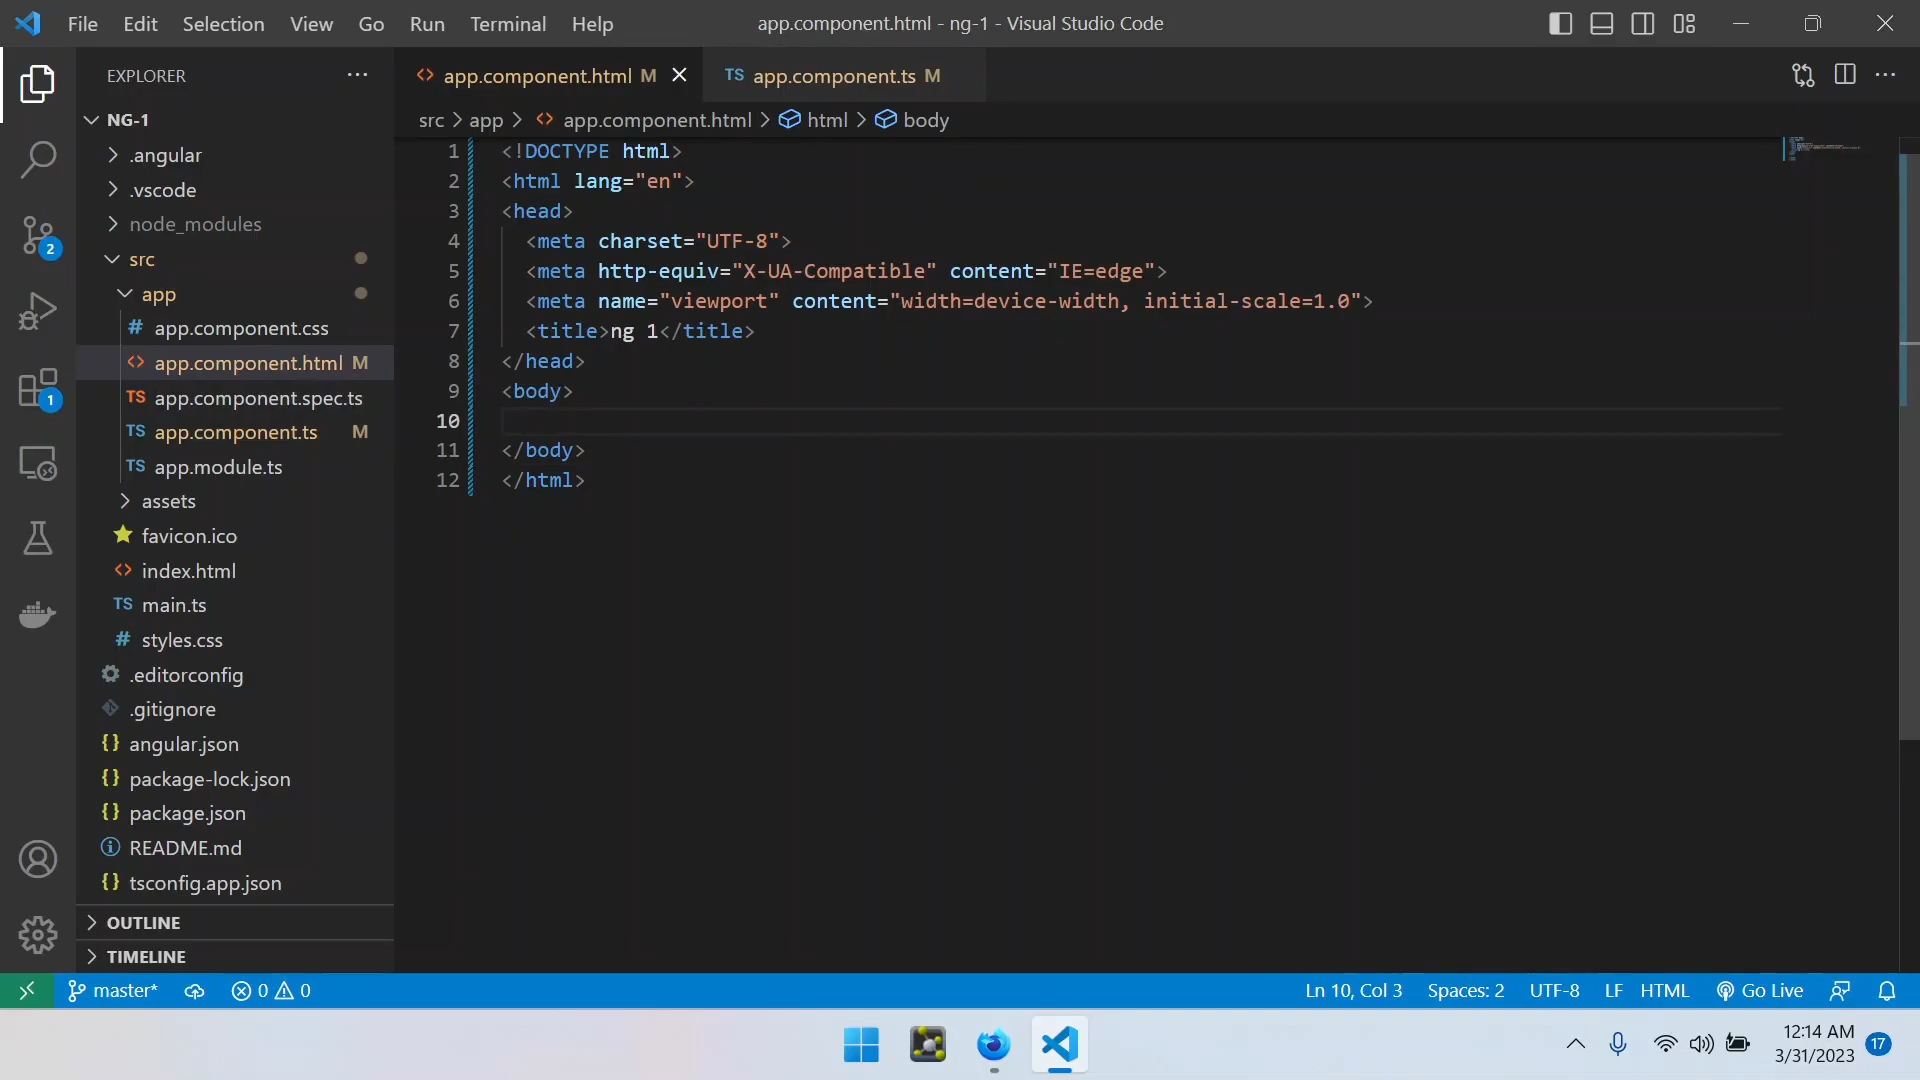 File Edit Selection View Go Run Terminal Help
app.component.html - ng-1 - Visual Studio Code
EXPLORER
NG-1
.angular
.vscode
node_modules
src
app
# app.component.css
<> app.component.html M
TS app.component.spec.ts
TS app.component.ts M
TS app.module.ts
assets
favicon.ico
<> index.html
TS main.ts
# styles.css
.editorconfig
.gitignore
{} angular.json
{} package-lock.json
{} package.json
README.md
{} tsconfig.app.json
OUTLINE
TIMELINE
2
1
<> app.component.html M
TS app.component.ts M
src > app > <> app.component.html > html > body
1 <!DOCTYPE html>
2 <html lang="en">
3 <head>
4 <meta charset="UTF-8">
5 <meta http-equiv="X-UA-Compatible" content="IE=edge">
6 <meta name="viewport" content="width=device-width, initial-scale=1.0">
7 <title>ng 1</title>
8 </head>
9 <body>
10
11 </body>
12 </html>
master* 0 0 Ln 10, Col 3 Spaces: 2 UTF-8 LF HTML Go Live
12:14 AM
3/31/2023
17